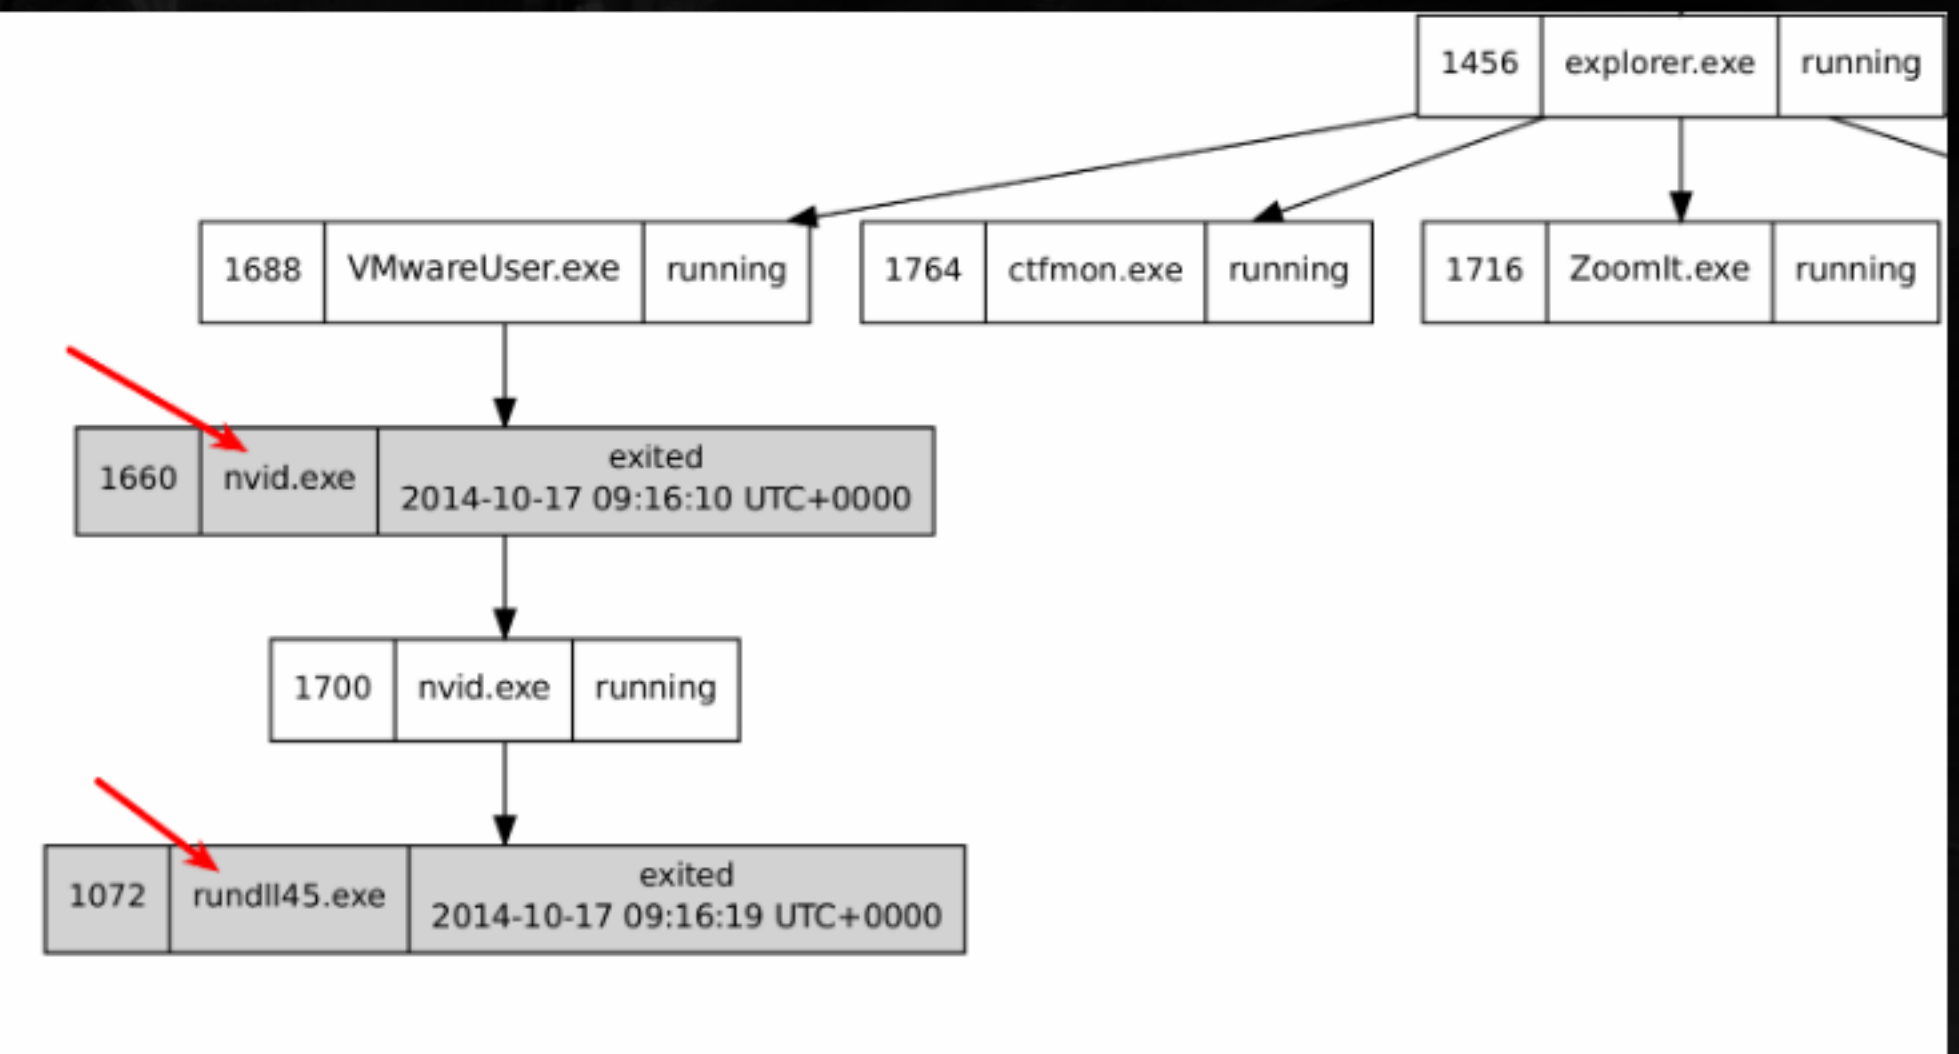 1456 explorer.exe running
1688 VMwareUser.exe running
1764 ctfmon.exe running
1716 ZoomIt.exe running
1660 nvid.exe exited
2014-10-17 09:16:10 UTC+0000
1700 nvid.exe running
1072 rundll45.exe exited
2014-10-17 09:16:19 UTC+0000